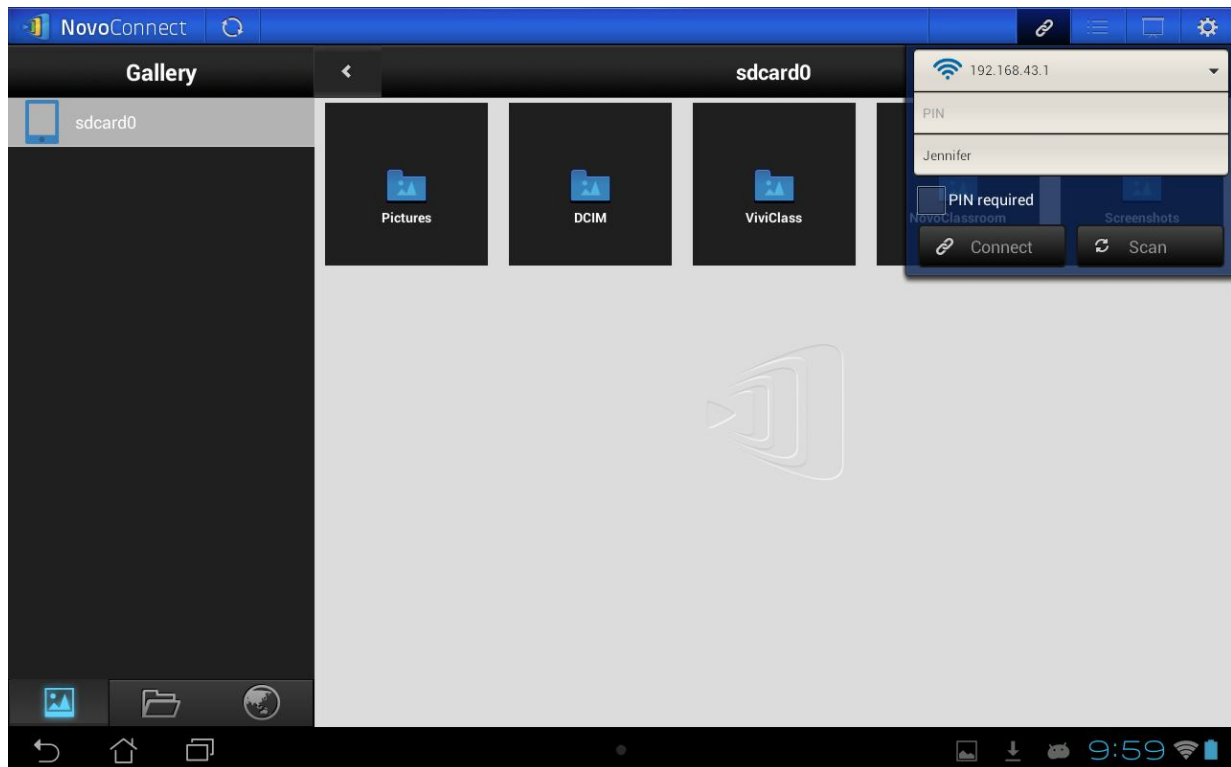 NovoConnect
Gallery
sdcard0
192.168.43.1
sdcard0
PIN
Jennifer
PIN required
Pictures
DCIM
ViviClass
NovoClassroom
Screenshots
Connect
Scan
9:59